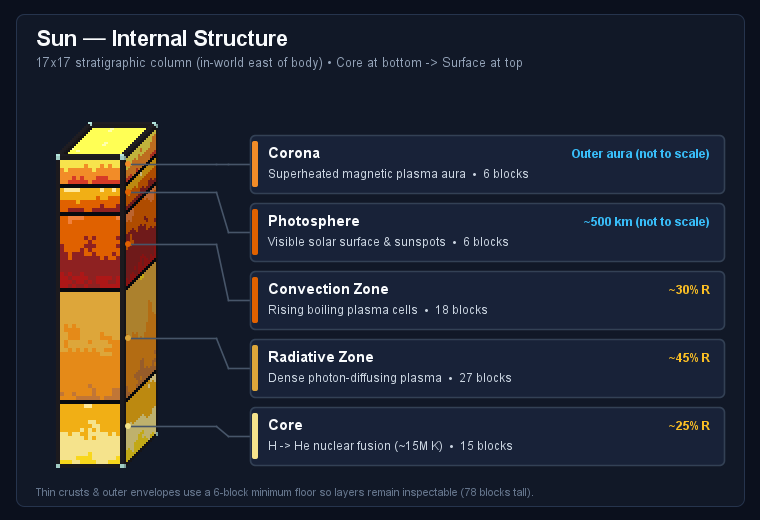 Sun — Internal Structure
17x17 stratigraphic column (in-world east of body) • Core at bottom -> Surface at top
Corona
Outer aura (not to scale)
Superheated magnetic plasma aura • 6 blocks
Photosphere
~500 km (not to scale)
Visible solar surface & sunspots • 6 blocks
Convection Zone
~30% R
Rising boiling plasma cells • 18 blocks
Radiative Zone
~45% R
Dense photon-diffusing plasma • 27 blocks
Core
~25% R
H -> He nuclear fusion (~15M K) • 15 blocks
Thin crusts & outer envelopes use a 6-block minimum floor so layers remain inspectable (78 blocks tall).